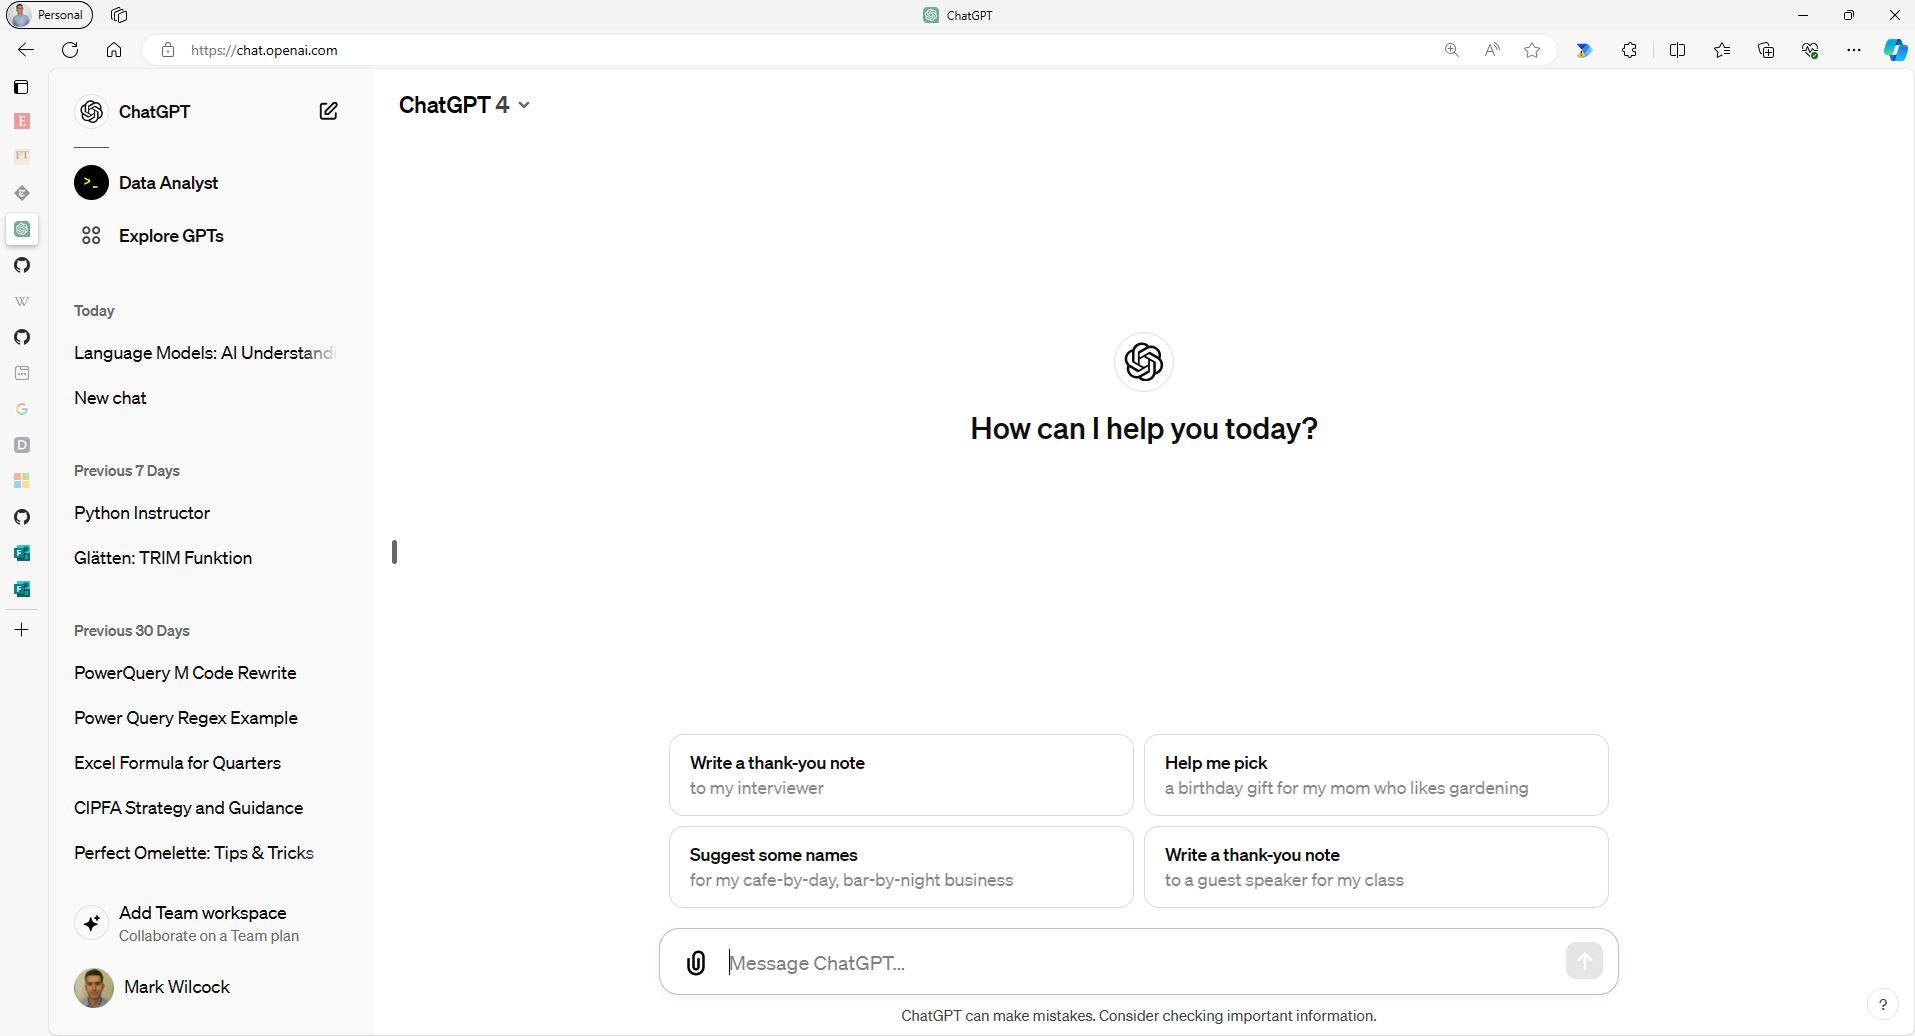 Personal
ChatGPT
https://chat.openai.com
ChatGPT
ChatGPT 4
Data Analyst
Explore GPTs
Today
Language Models: AI Understandi
New chat
Previous 7 Days
Python Instructor
Glätten: TRIM Funktion
Previous 30 Days
PowerQuery M Code Rewrite
Power Query Regex Example
Excel Formula for Quarters
CIPFA Strategy and Guidance
Perfect Omelette: Tips & Tricks
Add Team workspace
Collaborate on a Team plan
Mark Wilcock
How can I help you today?
Write a thank-you note
to my interviewer
Help me pick
a birthday gift for my mom who likes gardening
Suggest some names
for my cafe-by-day, bar-by-night business
Write a thank-you note
to a guest speaker for my class
Message ChatGPT...
ChatGPT can make mistakes. Consider checking important information.
?